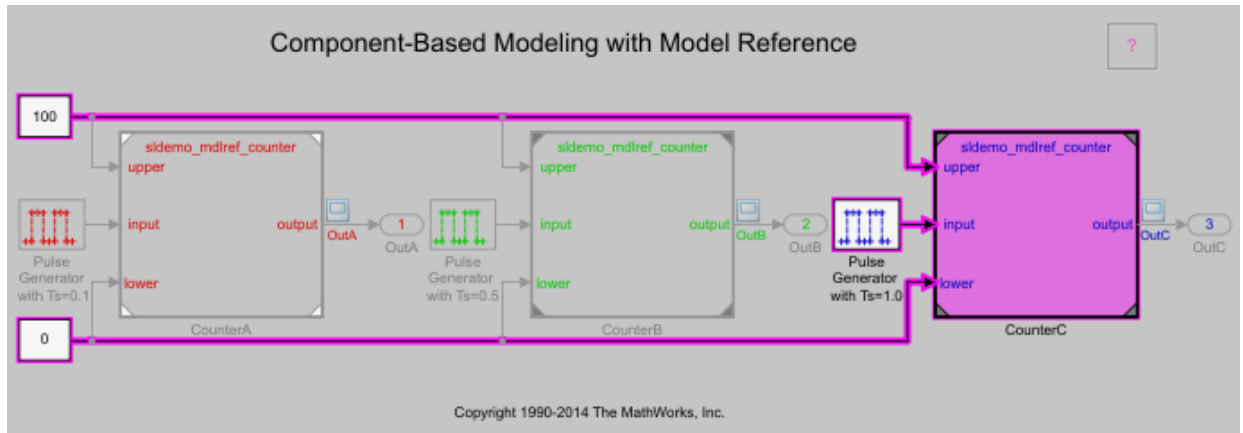 Component-Based Modeling with Model Reference
?
100
sldemo_mdlref_counter
upper
input
output
lower
OutA
1
OutA
Pulse
Generator
with Ts=0.1
CounterA
sldemo_mdlref_counter
upper
input
output
lower
OutB
2
OutB
Pulse
Generator
with Ts=0.5
CounterB
sldemo_mdlref_counter
upper
input
output
lower
OutC
3
OutC
Pulse
Generator
with Ts=1.0
CounterC
0
Copyright 1990-2014 The MathWorks, Inc.